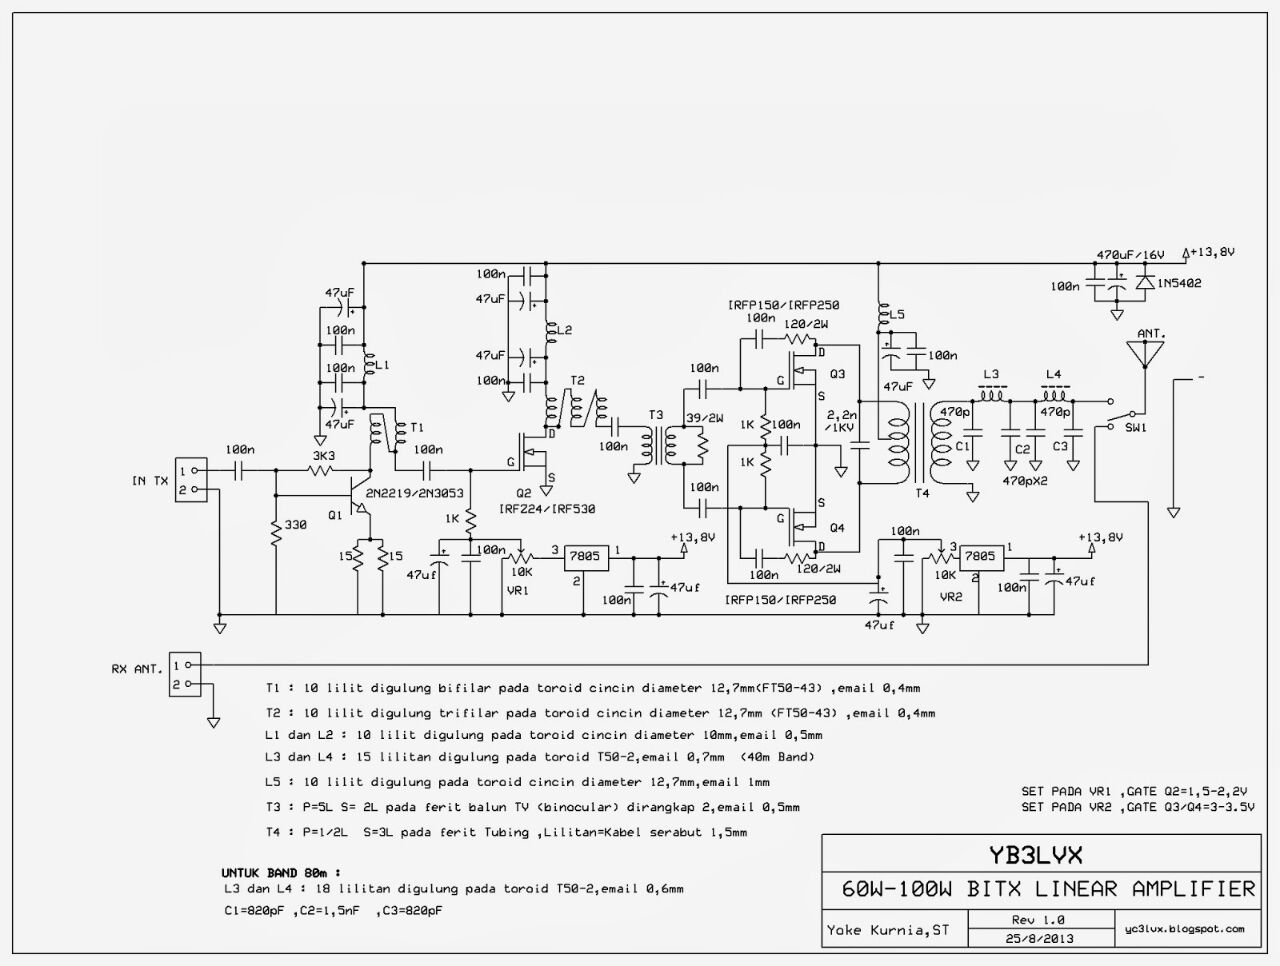 470uF/16V
+13,8V
100n
1N5402
100n
47uF
47uF
100n
L2
IRFP150/IRFP250
100n
120/2W
L5
100n
ANT.
47uF
100n
L1
100n
47uF
47uF
100n
T2
100n
D
Q3
G
S
47uF
L3
L4
T1
3K3
100n
100n
T3
39/2W
100n
1K
100n
1K
2,2n
/1KV
470p
C1
C2
470p
C3
470pX2
SW1
T4
IN TX
1
2
2N2219/2N3053
Q1
D
G
S
Q2
IRF224/IRF530
100n
S
G
Q4
D
330
15
15
1K
100n
47uf
3
7805
1
2
10K
VR1
+13,8V
100n
47uf
100n
120/2W
IRFP150/IRFP250
100n
3
7805
1
2
10K
VR2
+13,8V
100n
47uf
47uf
RX ANT.
1
2
T1 : 10 lilit digulung bifilar pada toroid cincin diameter 12,7mm(FT50-43) ,email 0,4mm
T2 : 10 lilit digulung trifilar pada toroid cincin diameter 12,7mm (FT50-43) ,email 0,4mm
L1 dan L2 : 10 lilit digulung pada toroid cincin diameter 10mm,email 0,5mm
L3 dan L4 : 15 lilitan digulung pada toroid T50-2,email 0,7mm (40m Band)
L5 : 10 lilit digulung pada toroid cincin diameter 12,7mm,email 1mm
T3 : P=5L S= 2L pada ferit balun TV (binocular) dirangkap 2,email 0,5mm
T4 : P=1/2L S=3L pada ferit Tubing ,Lilitan=Kabel serabut 1,5mm
SET PADA VR1 ,GATE Q2=1,5-2,2V
SET PADA VR2 ,GATE Q3/Q4=3-3.5V
UNTUK BAND 80m :
L3 dan L4 : 18 lilitan digulung pada toroid T50-2,email 0,6mm
C1=820pF ,C2=1,5nF ,C3=820pF
YB3LVX
60W-100W BITX LINEAR AMPLIFIER
Yoke Kurnia,ST
Rev 1.0
25/8/2013
yc3lvx.blogspot.com